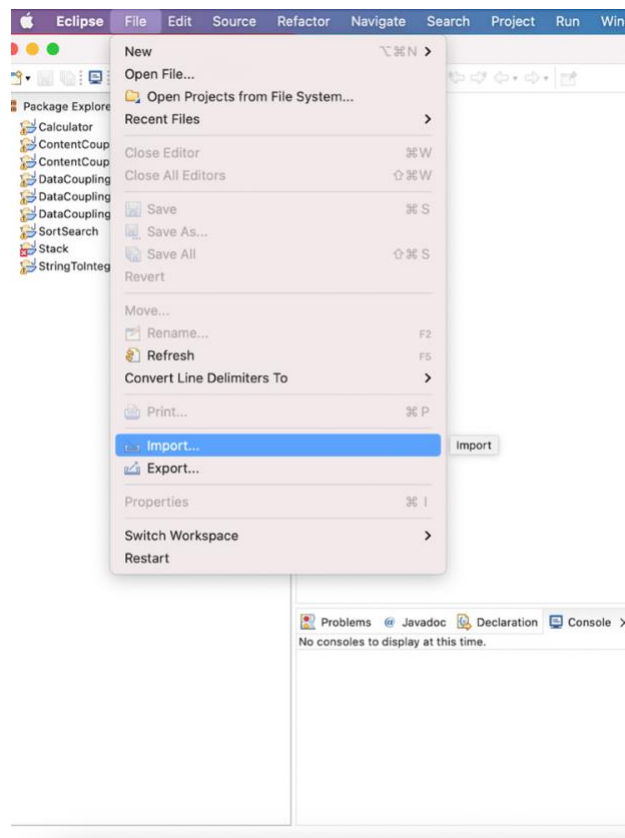 Eclipse File Edit Source Refactor Navigate Search Project Run Win
New ⌥⌘N >
Open File...
Open Projects from File System...
Recent Files >
Close Editor ⌘W
Close All Editors ⇧⌘W
Save ⌘S
Save As...
Save All ⇧⌘S
Revert
Move...
Rename... F2
Refresh F5
Convert Line Delimiters To >
Print... ⌘P
Import...
Import
Export...
Properties ⌘I
Switch Workspace >
Restart
Package Explore
Calculator
ContentCoup
ContentCoup
DataCoupling
DataCoupling
DataCoupling
SortSearch
Stack
StringToInteg
Problems @ Javadoc Declaration Console
No consoles to display at this time.